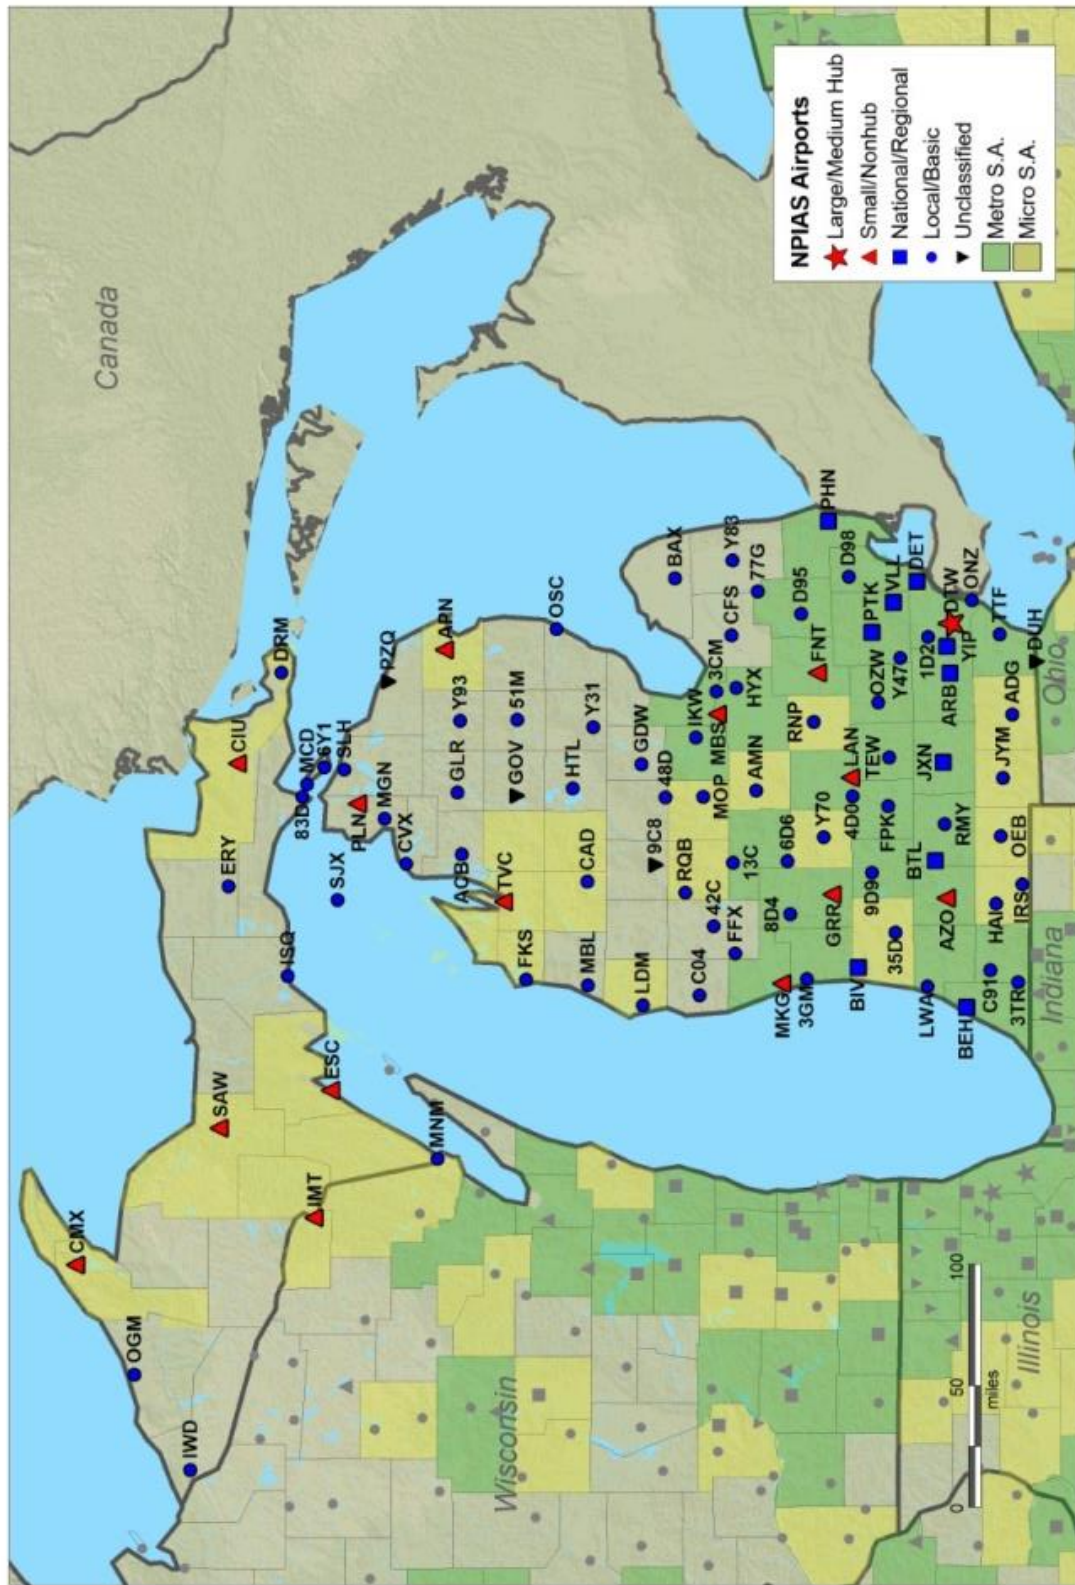 Canada
Wisconsin
Illinois
Indiana
Ohio
NPIAS Airports
Large/Medium Hub
Small/Nonhub
National/Regional
Local/Basic
Unclassified
Metro S.A.
Micro S.A.
0 50 100
miles
CMX
OGM
IWD
SAW
ESC
IMT
MNM
ISQ
ERY
CIU
DRM
83D
MCD
6Y1
SLH
SJX
PLN
MGN
CVX
PZQ
APN
ACB
GLR
Y93
TVC
GOV
51M
OSC
FKS
MBL
CAD
HTL
Y31
LDM
9C8
48D
GDW
BAX
C04
42C
RQB
MOP
IKW
MBS
3CM
CFS
Y83
FFX
13C
AMN
HYX
77G
MKG
3GM
8D4
6D6
Y70
RNP
FNT
D95
PHN
GRR
4D0
LAN
D98
BIV
9D9
FPK
TEW
OZW
PTK
VLL
35D
Y47
DET
LWA
BTL
RMY
JXN
ARB
1D2
YIP
DTW
ONZ
BEH
AZO
C91
HAI
OEB
JYM
ADG
TTF
3TR
IRS
DUH